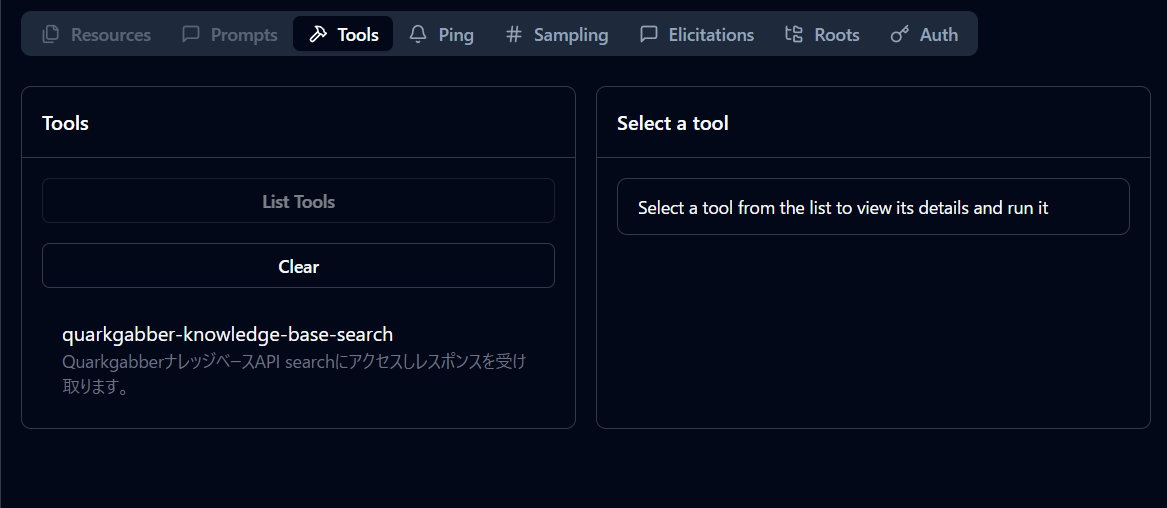 Resources
Prompts
Tools
Ping
Sampling
Elicitations
Roots
Auth
Tools
List Tools
Clear
quarkgabber-knowledge-base-search
QuarkgabberナレッジベースAPI searchにアクセスしレスポンスを受け
取ります。
Select a tool
Select a tool from the list to view its details and run it